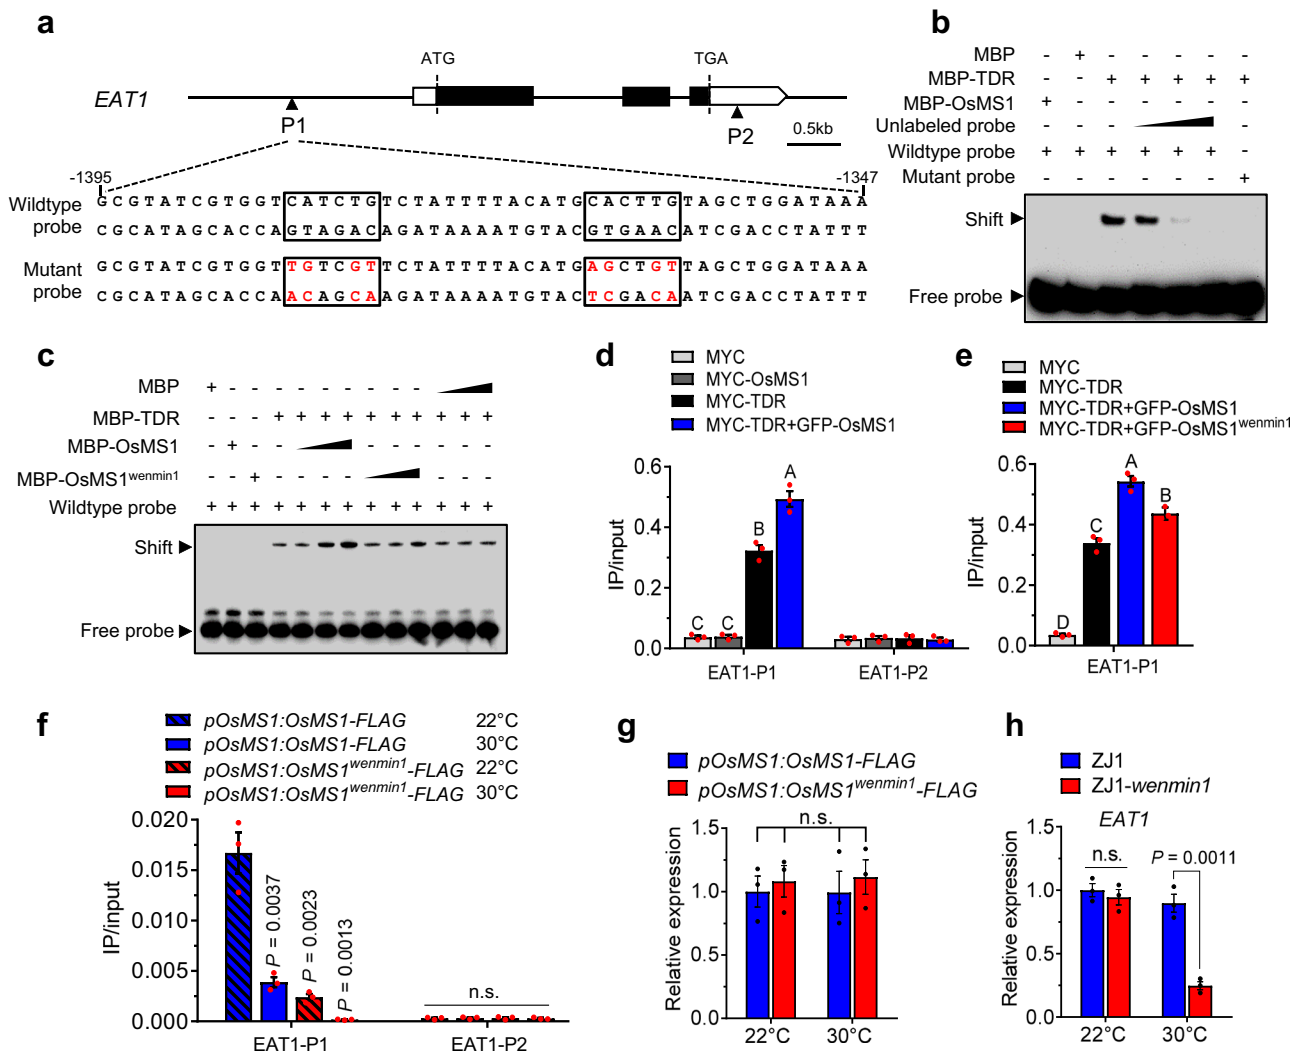 a
EAT1
ATG
TGA
P1
P2
0.5kb
-1395
-1347
Wildtype probe
GCGTATCGTGGTCATCTGTCTATTTTACATGCACTTGTAGCTGGATAAA
CGCATAGCACCAGTAGACAGATAAAATGTACGTGAACATCGACCTATTT
Mutant probe
GCGTATCGTGGTTGTCGTTCTATTTTACATGAGCTGTTAGCTGGATAAA
CGCATAGCACCAACAGCAAGATAAAATGTACTCGACAATCGACCTATTT
b
MBP - + - - - - -
MBP-TDR - - + + + + +
MBP-OsMS1 + - - - - - -
Unlabeled probe - - - -
Wildtype probe + + + + + + -
Mutant probe - - - - - - +
Shift
Free probe
c
MBP + - - - - - - - - -
MBP-TDR - - - + + + + + + + + + +
MBP-OsMS1 - + - - - - - - - -
MBP-OsMS1wenmin1 - - + - - - - - - -
Wildtype probe + + + + + + + + + + + + +
Shift
Free probe
d
MYC
MYC-OsMS1
MYC-TDR
MYC-TDR+GFP-OsMS1
IP/input
0.6
0.4
0.2
0.0
C C B A
EAT1-P1
EAT1-P2
e
MYC
MYC-TDR
MYC-TDR+GFP-OsMS1
MYC-TDR+GFP-OsMS1wenmin1
IP/input
0.6
0.4
0.2
0.0
D C A B
EAT1-P1
f
pOsMS1:OsMS1-FLAG 22°C
pOsMS1:OsMS1-FLAG 30°C
pOsMS1:OsMS1wenmin1-FLAG 22°C
pOsMS1:OsMS1wenmin1-FLAG 30°C
IP/input
0.020
0.015
0.010
0.005
0.000
P = 0.0037
P = 0.0023
P = 0.0013
n.s.
EAT1-P1
EAT1-P2
g
pOsMS1:OsMS1-FLAG
pOsMS1:OsMS1wenmin1-FLAG
Relative expression
1.5
1.0
0.5
0.0
n.s.
22°C
30°C
h
ZJ1
ZJ1-wenmin1
EAT1
Relative expression
1.5
1.0
0.5
0.0
n.s.
P = 0.0011
22°C
30°C